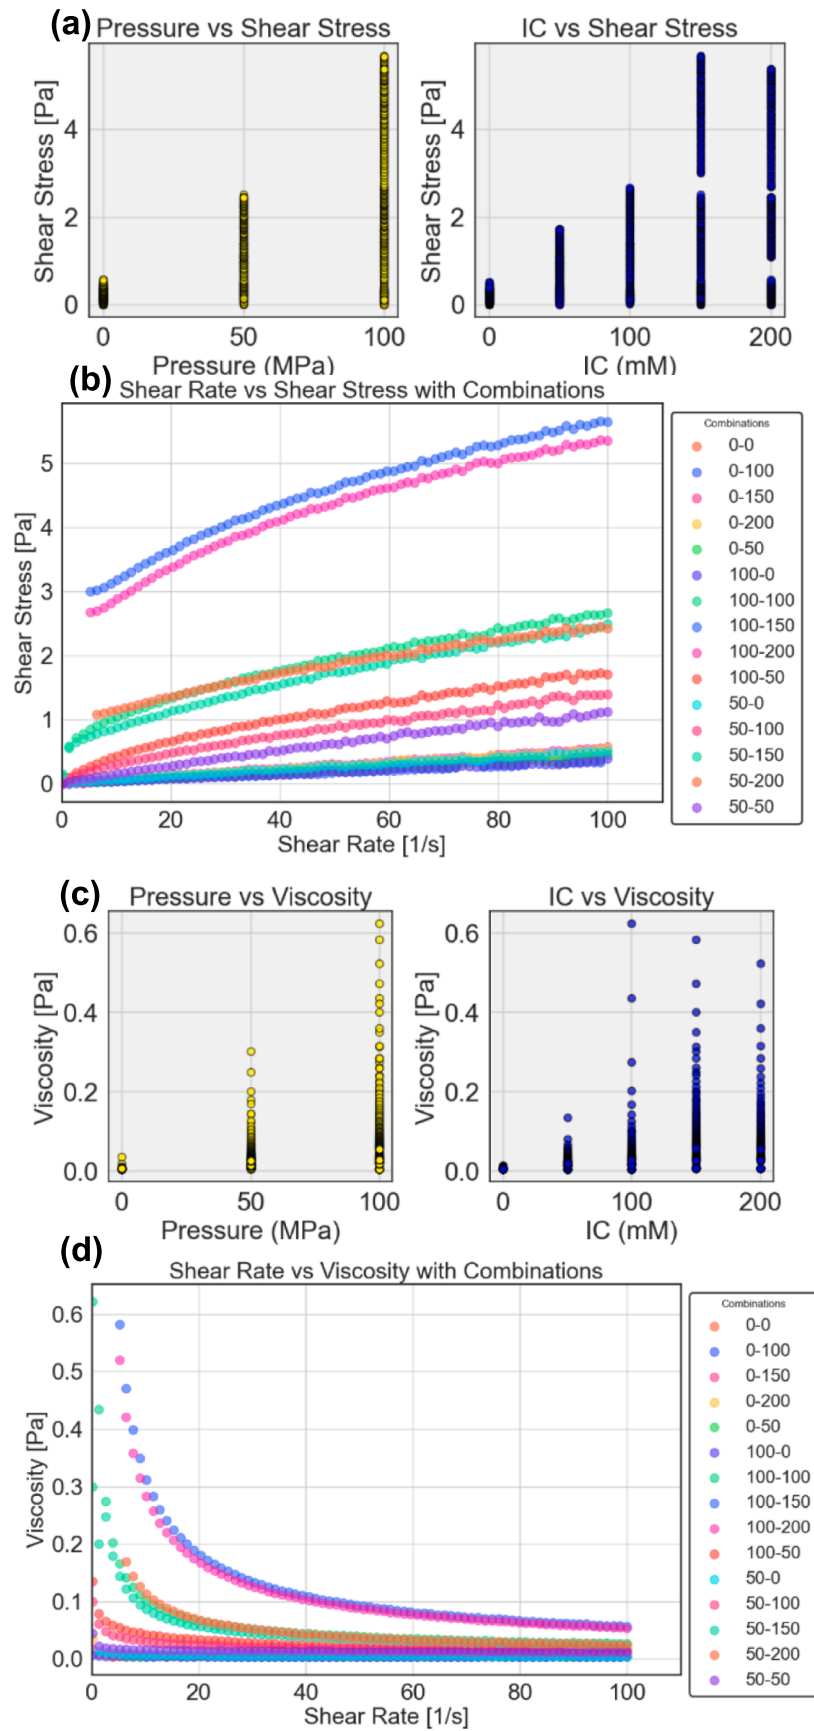 (a) Pressure vs Shear Stress IC vs Shear Stress
Shear Stress [Pa]
4
2
0
0 50 100
Pressure (MPa)
Shear Stress [Pa]
4
2
0
0 100 200
IC (mM)
(b) Shear Rate vs Shear Stress with Combinations
Shear Stress [Pa]
5
4
3
2
1
0
0 20 40 60 80 100
Shear Rate [1/s]
Combinations
0-0
0-100
0-150
0-200
0-50
100-0
100-100
100-150
100-200
100-50
50-0
50-100
50-150
50-200
50-50
(c) Pressure vs Viscosity IC vs Viscosity
Viscosity [Pa]
0.6
0.4
0.2
0.0
0 50 100
Pressure (MPa)
Viscosity [Pa]
0.6
0.4
0.2
0.0
0 100 200
IC (mM)
(d)
Shear Rate vs Viscosity with Combinations
Viscosity [Pa]
0.6
0.5
0.4
0.3
0.2
0.1
0.0
0 20 40 60 80 100
Shear Rate [1/s]
Combinations
0-0
0-100
0-150
0-200
0-50
100-0
100-100
100-150
100-200
100-50
50-0
50-100
50-150
50-200
50-50